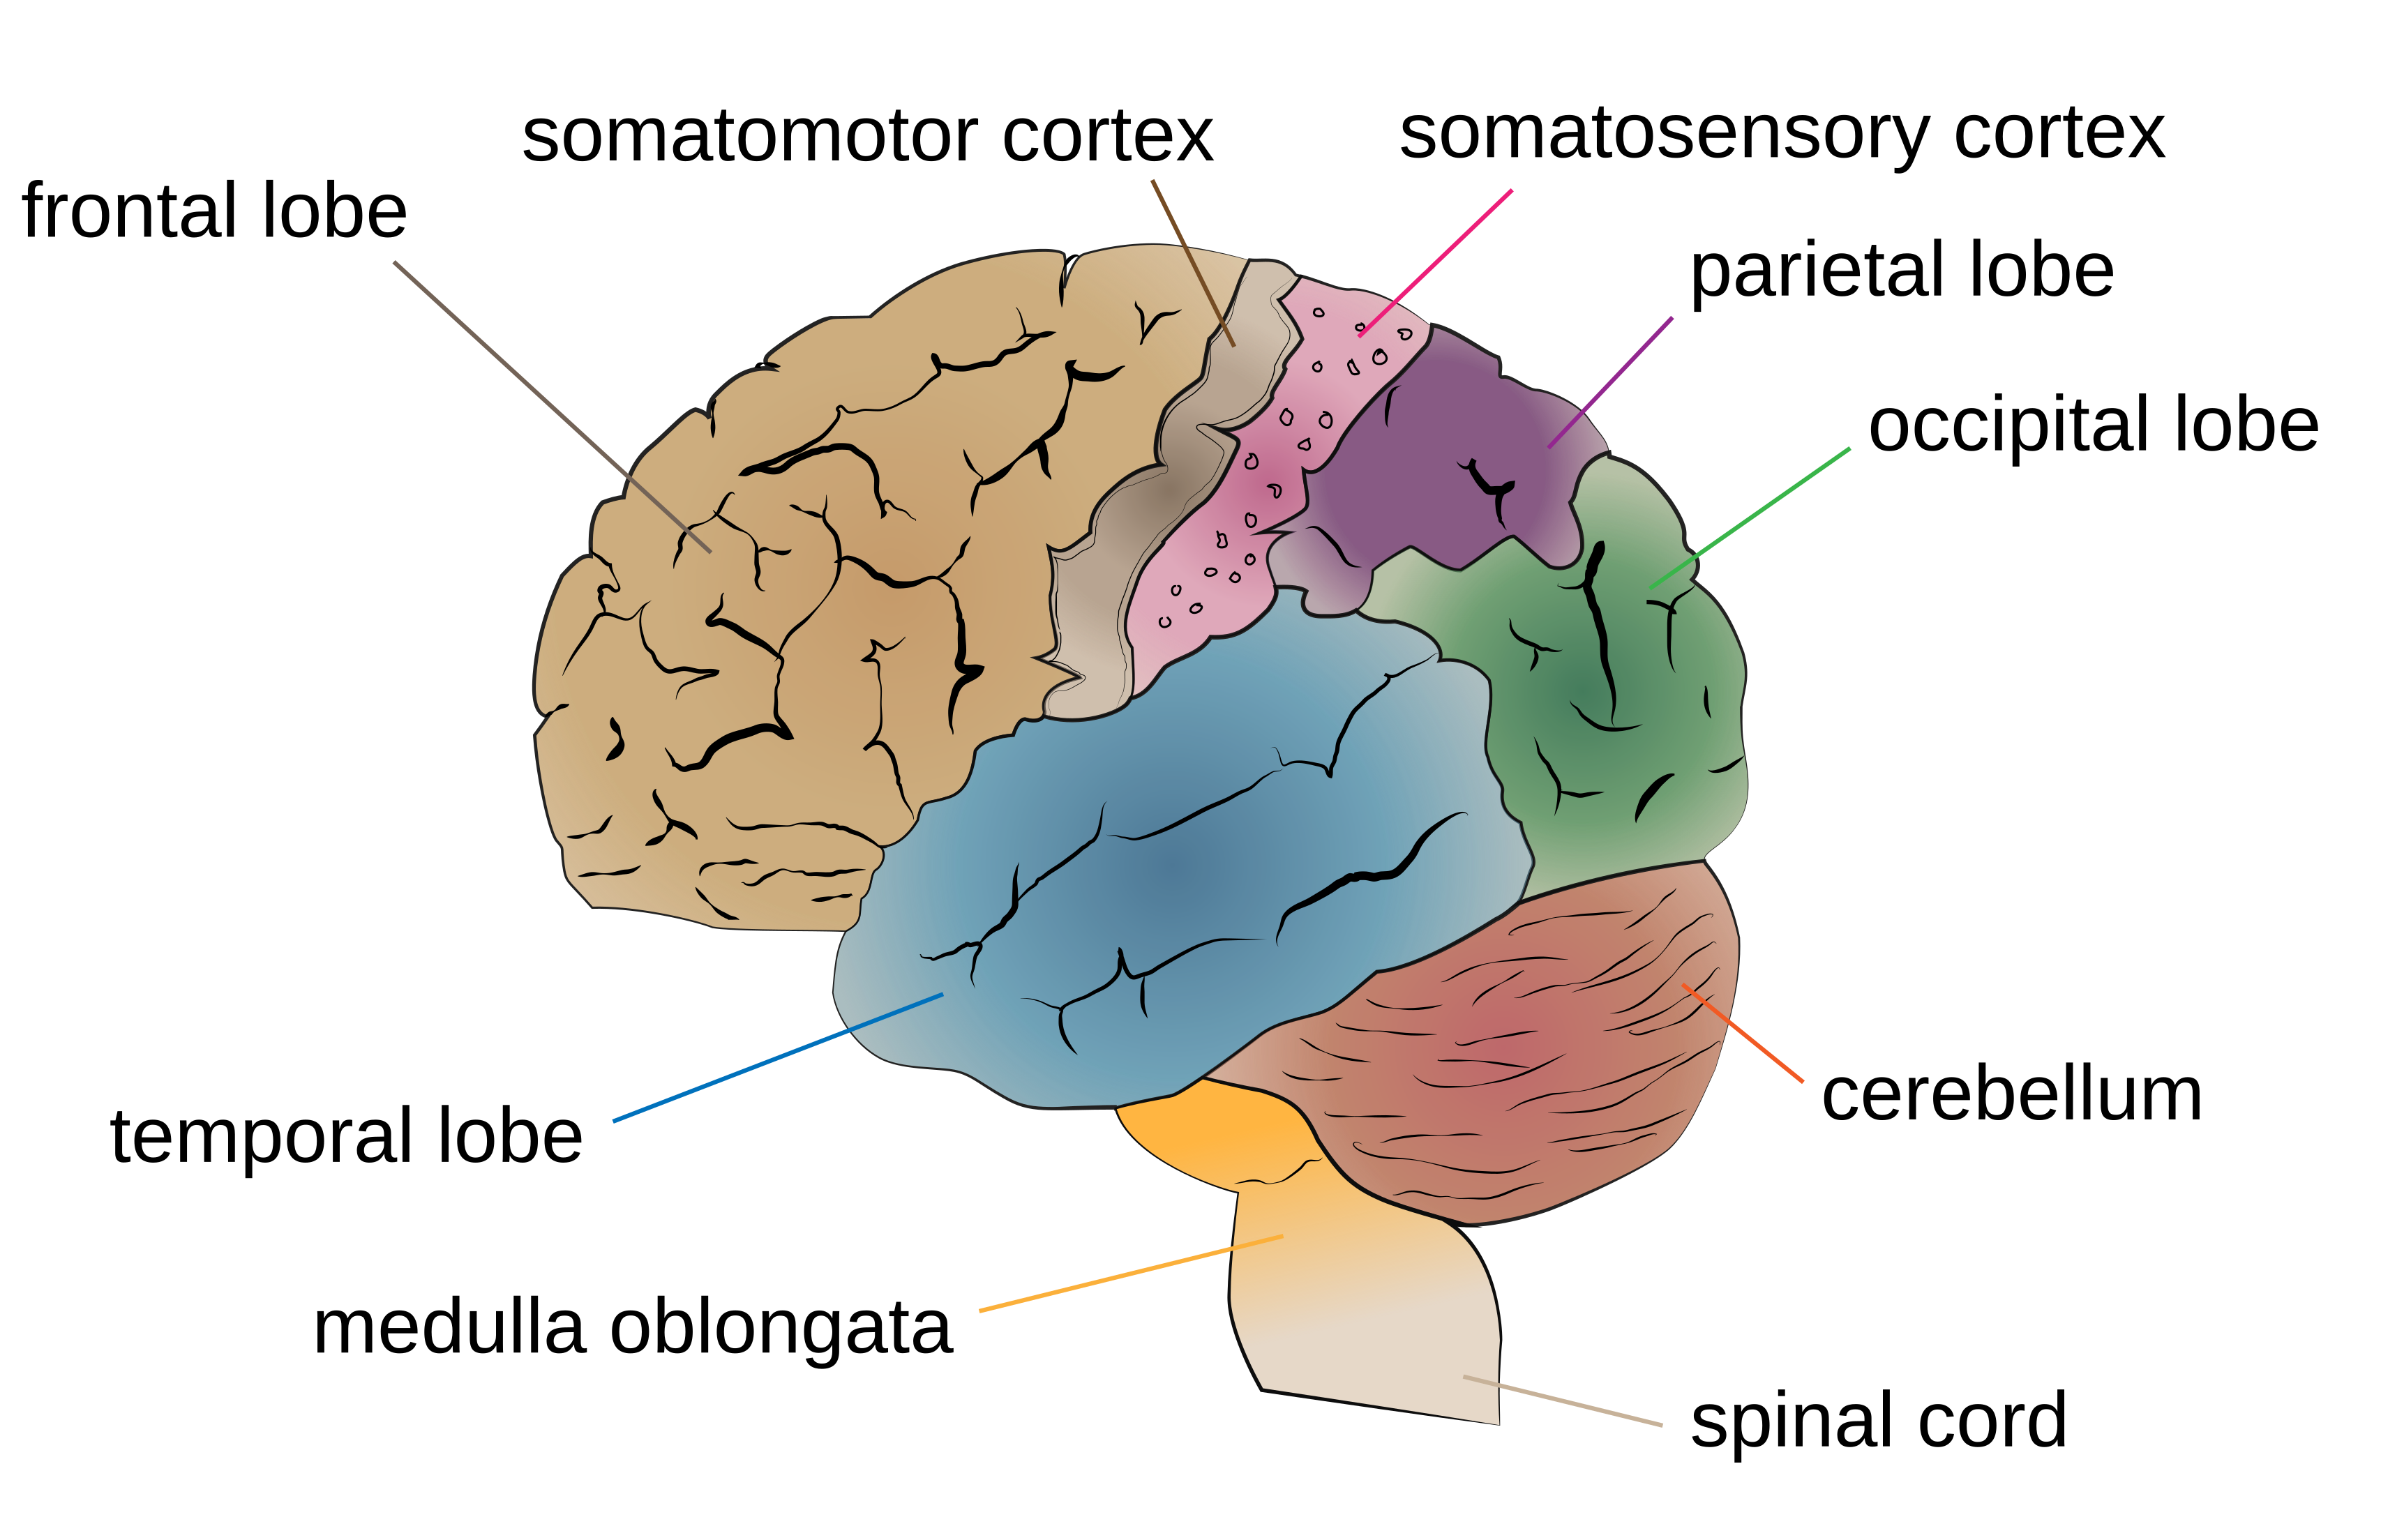 somatomotor cortex
somatosensory cortex
frontal lobe
parietal lobe
occipital lobe
temporal lobe
cerebellum
medulla oblongata
spinal cord